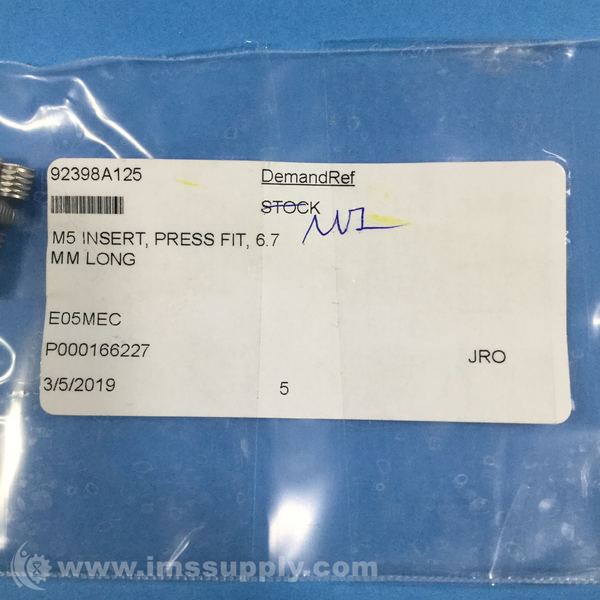 92398A125
DemandRef
STOCK
M5 INSERT, PRESS FIT, 6.7
MM LONG
E05MEC
P000166227
JRO
3/5/2019
5
www.imssupply.com